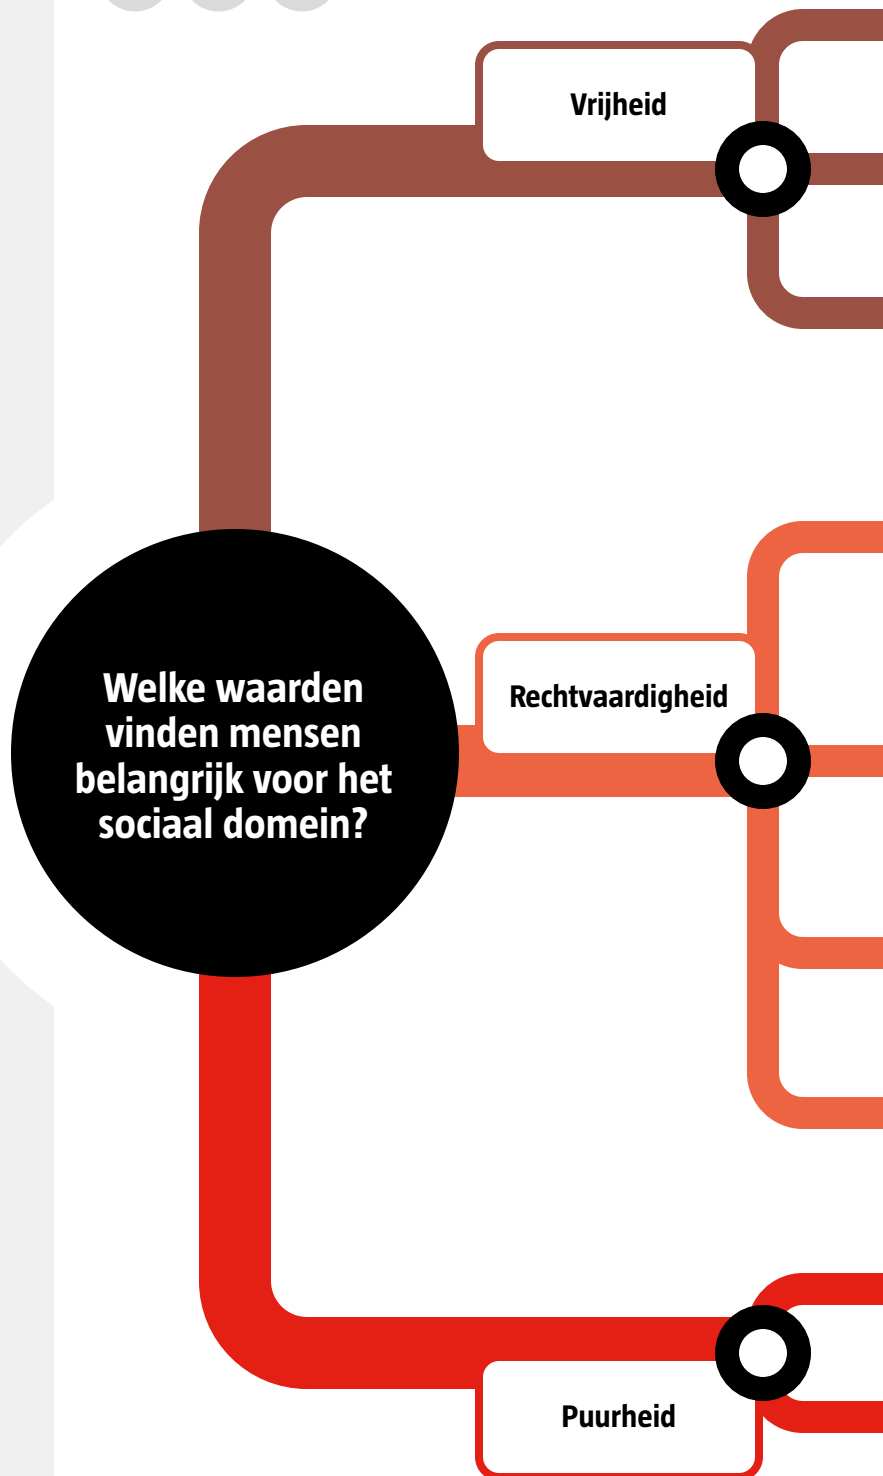 Vrijheid
Welke waarden
vinden mensen
belangrijk voor het
sociaal domein?
Rechtvaardigheid
Puurheid